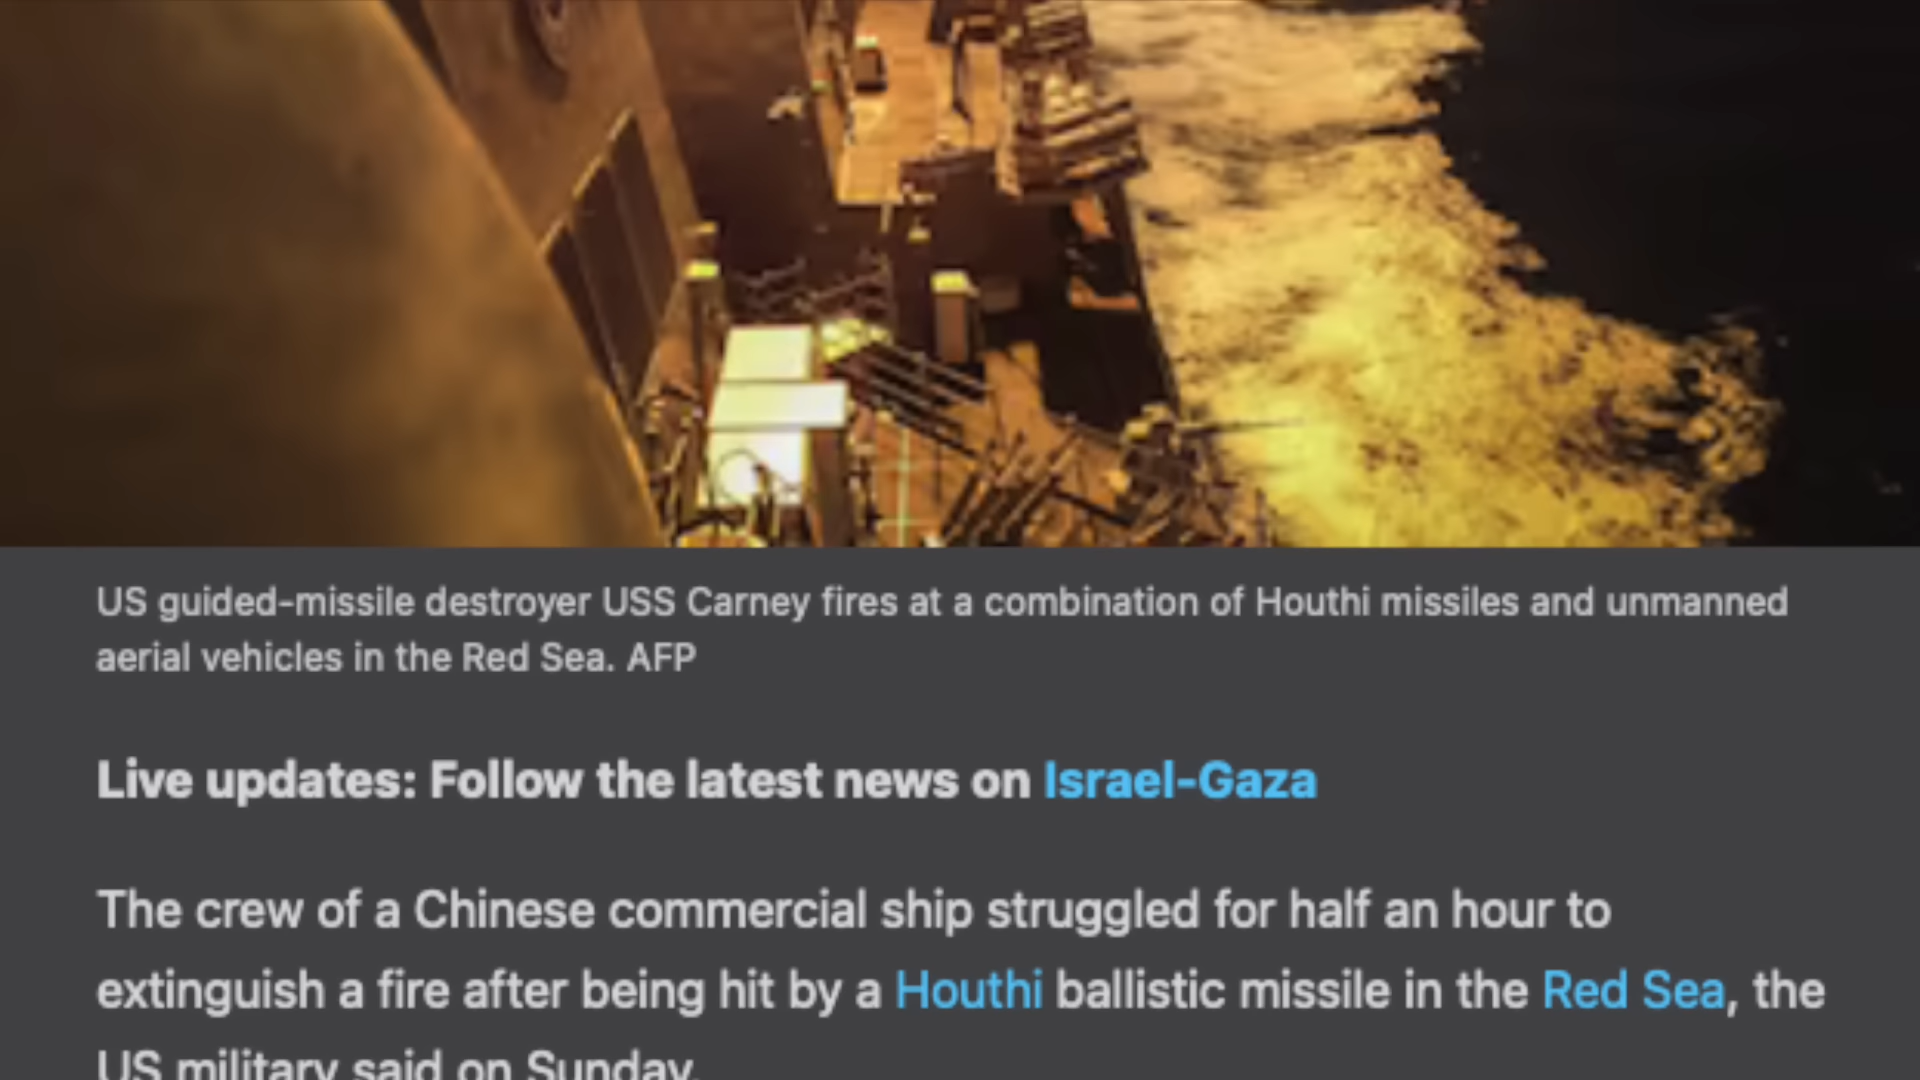 US guided-missile destroyer USS Carney fires at a combination of Houthi missiles and unmanned
aerial vehicles in the Red Sea. AFP
Live updates: Follow the latest news on Israel-Gaza
The crew of a Chinese commercial ship struggled for half an hour to
extinguish a fire after being hit by a Houthi ballistic missile in the Red Sea, the
US military said on Sunday.